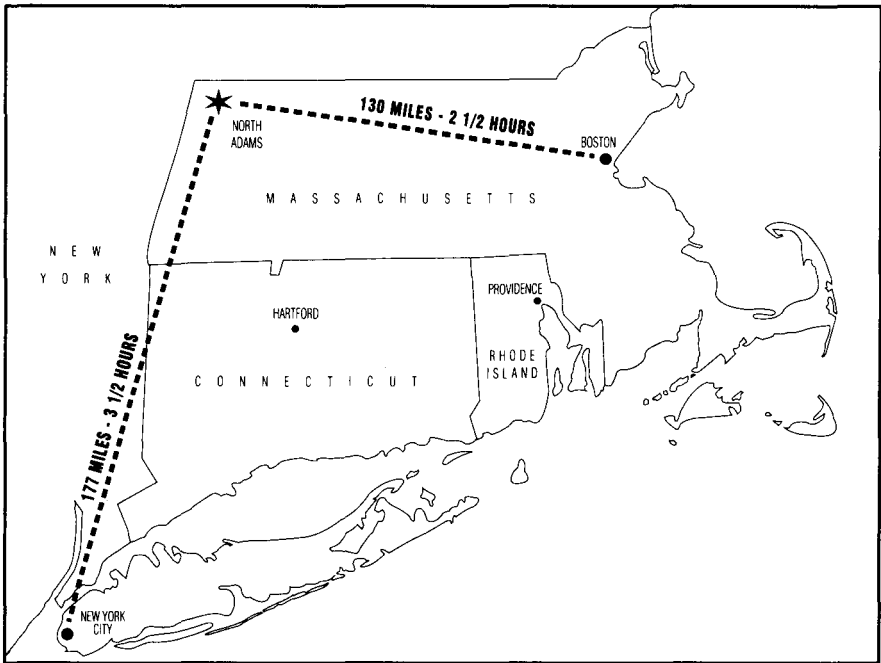 130 MILES - 2 1/2 HOURS
NORTH
ADAMS
BOSTON
M A S S A C H U S E T T S
N E W
Y O R K
PROVIDENCE
HARTFORD
RHODE
ISLAND
C O N N E C T I C U T
177 MILES - 3 1/2 HOURS
NEW YORK
CITY